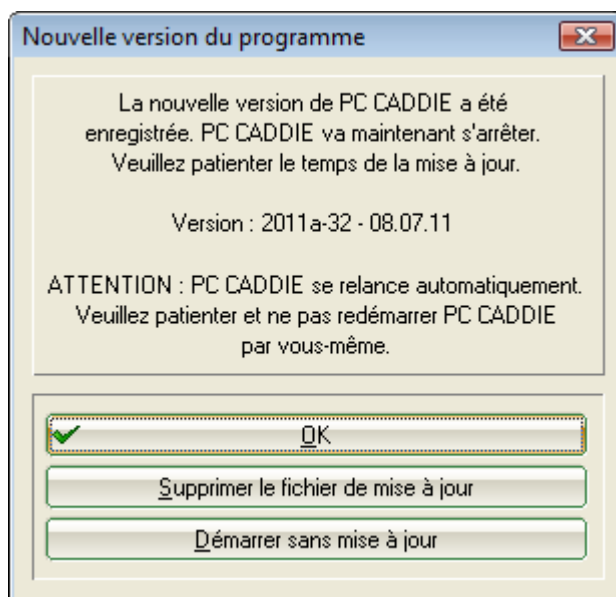 Nouvelle version du programme
La nouvelle version de PC CADDIE a été
enregistrée. PC CADDIE va maintenant s'arrêter.
Veuillez patienter le temps de la mise à jour.
Version : 2011a-32 - 08.07.11
ATTENTION : PC CADDIE se relance automatiquement.
Veuillez patienter et ne pas redémarrer PC CADDIE
par vous-même.
OK
Supprimer le fichier de mise à jour
Démarrer sans mise à jour